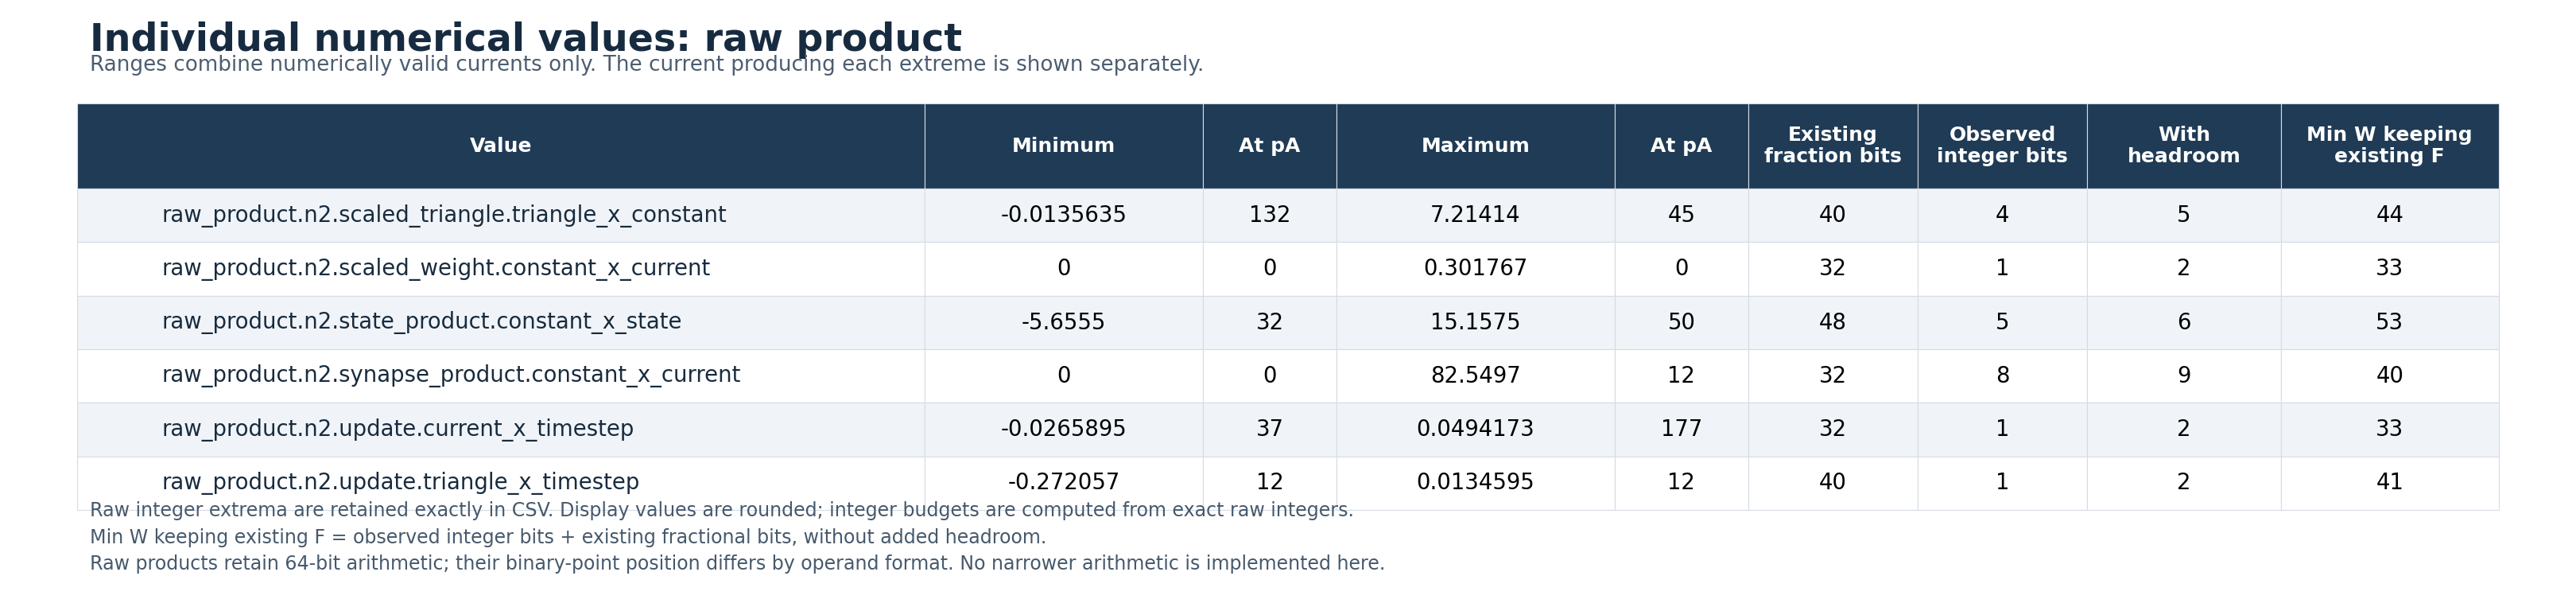 Individual numerical values: raw product
Ranges combine numerically valid currents only. The current producing each extreme is shown separately.
Value Minimum At pA Maximum At pA Existing fraction bits Observed integer bits With headroom Min W keeping existing F
raw_product.n2.scaled_triangle.triangle_x_constant -0.0135635 132 7.21414 45 40 4 5 44
raw_product.n2.scaled_weight.constant_x_current 0 0 0.301767 0 32 1 2 33
raw_product.n2.state_product.constant_x_state -5.6555 32 15.1575 50 48 5 6 53
raw_product.n2.synapse_product.constant_x_current 0 0 82.5497 12 32 8 9 40
raw_product.n2.update.current_x_timestep -0.0265895 37 0.0494173 177 32 1 2 33
raw_product.n2.update.triangle_x_timestep -0.272057 12 0.0134595 12 40 1 2 41
Raw integer extrema are retained exactly in CSV. Display values are rounded; integer budgets are computed from exact raw integers.
Min W keeping existing F = observed integer bits + existing fractional bits, without added headroom.
Raw products retain 64-bit arithmetic; their binary-point position differs by operand format. No narrower arithmetic is implemented here.